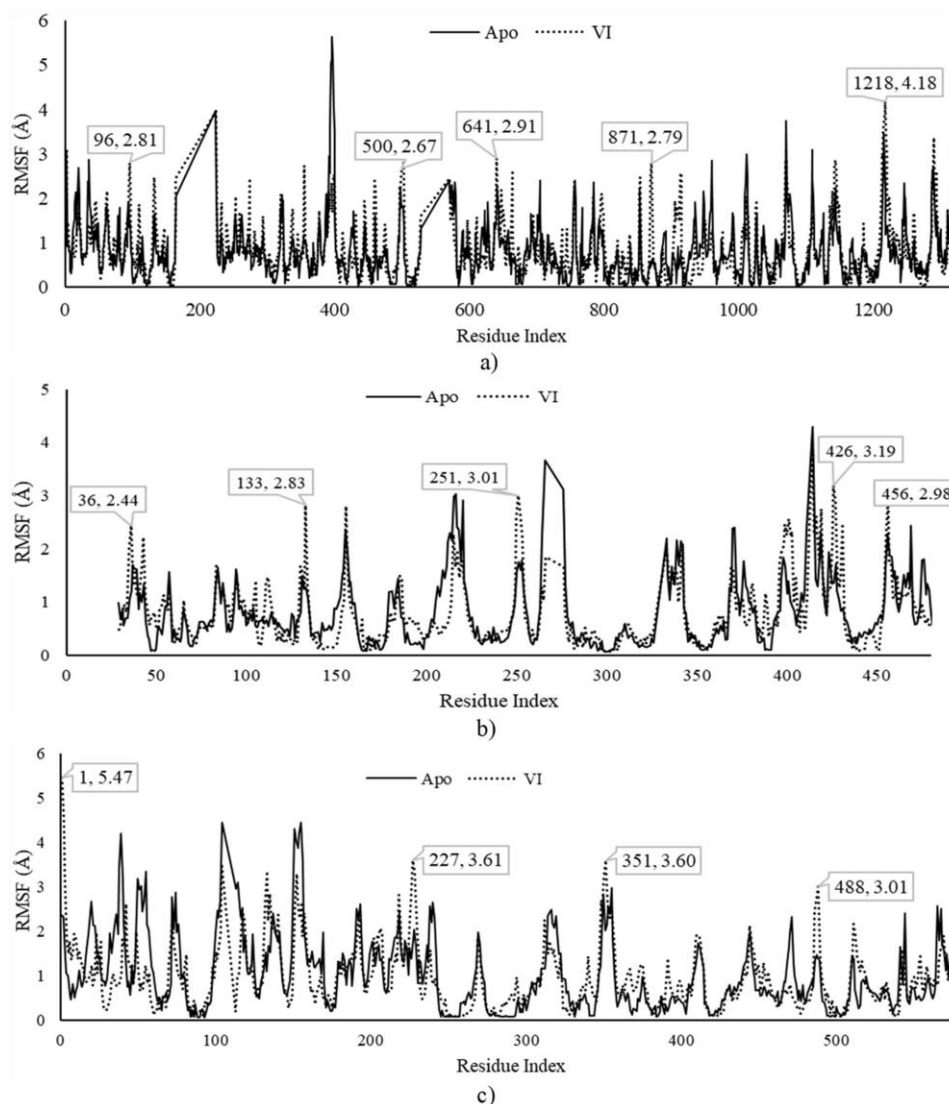 Apo VI
6
5
4
3
2
1
0
RMSF (Å)
96, 2.81
500, 2.67
641, 2.91
871, 2.79
1218, 4.18
0 200 400 600 800 1000 1200
Residue Index
a)
Apo VI
5
4
3
2
1
0
RMSF (Å)
36, 2.44
133, 2.83
251, 3.01
426, 3.19
456, 2.98
0 50 100 150 200 250 300 350 400 450
Residue Index
b)
Apo VI
6
5
4
3
2
1
0
RMSF (Å)
1, 5.47
227, 3.61
351, 3.60
488, 3.01
0 100 200 300 400 500
Residue Index
c)